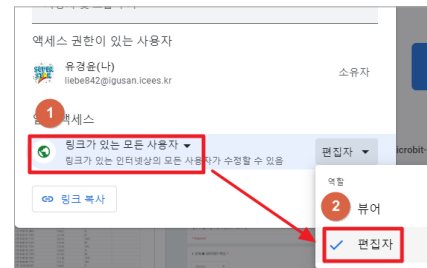 액세스 권한이 있는 사용자
유경윤(나)
liebe842@igusan.icees.kr
소유자
1
액세스
링크가 있는 모든 사용자
링크가 있는 인터넷상의 모든 사용자가 수정할 수 있음
편집자
icrobit-
역할
링크 복사
2
뷰어
편집자